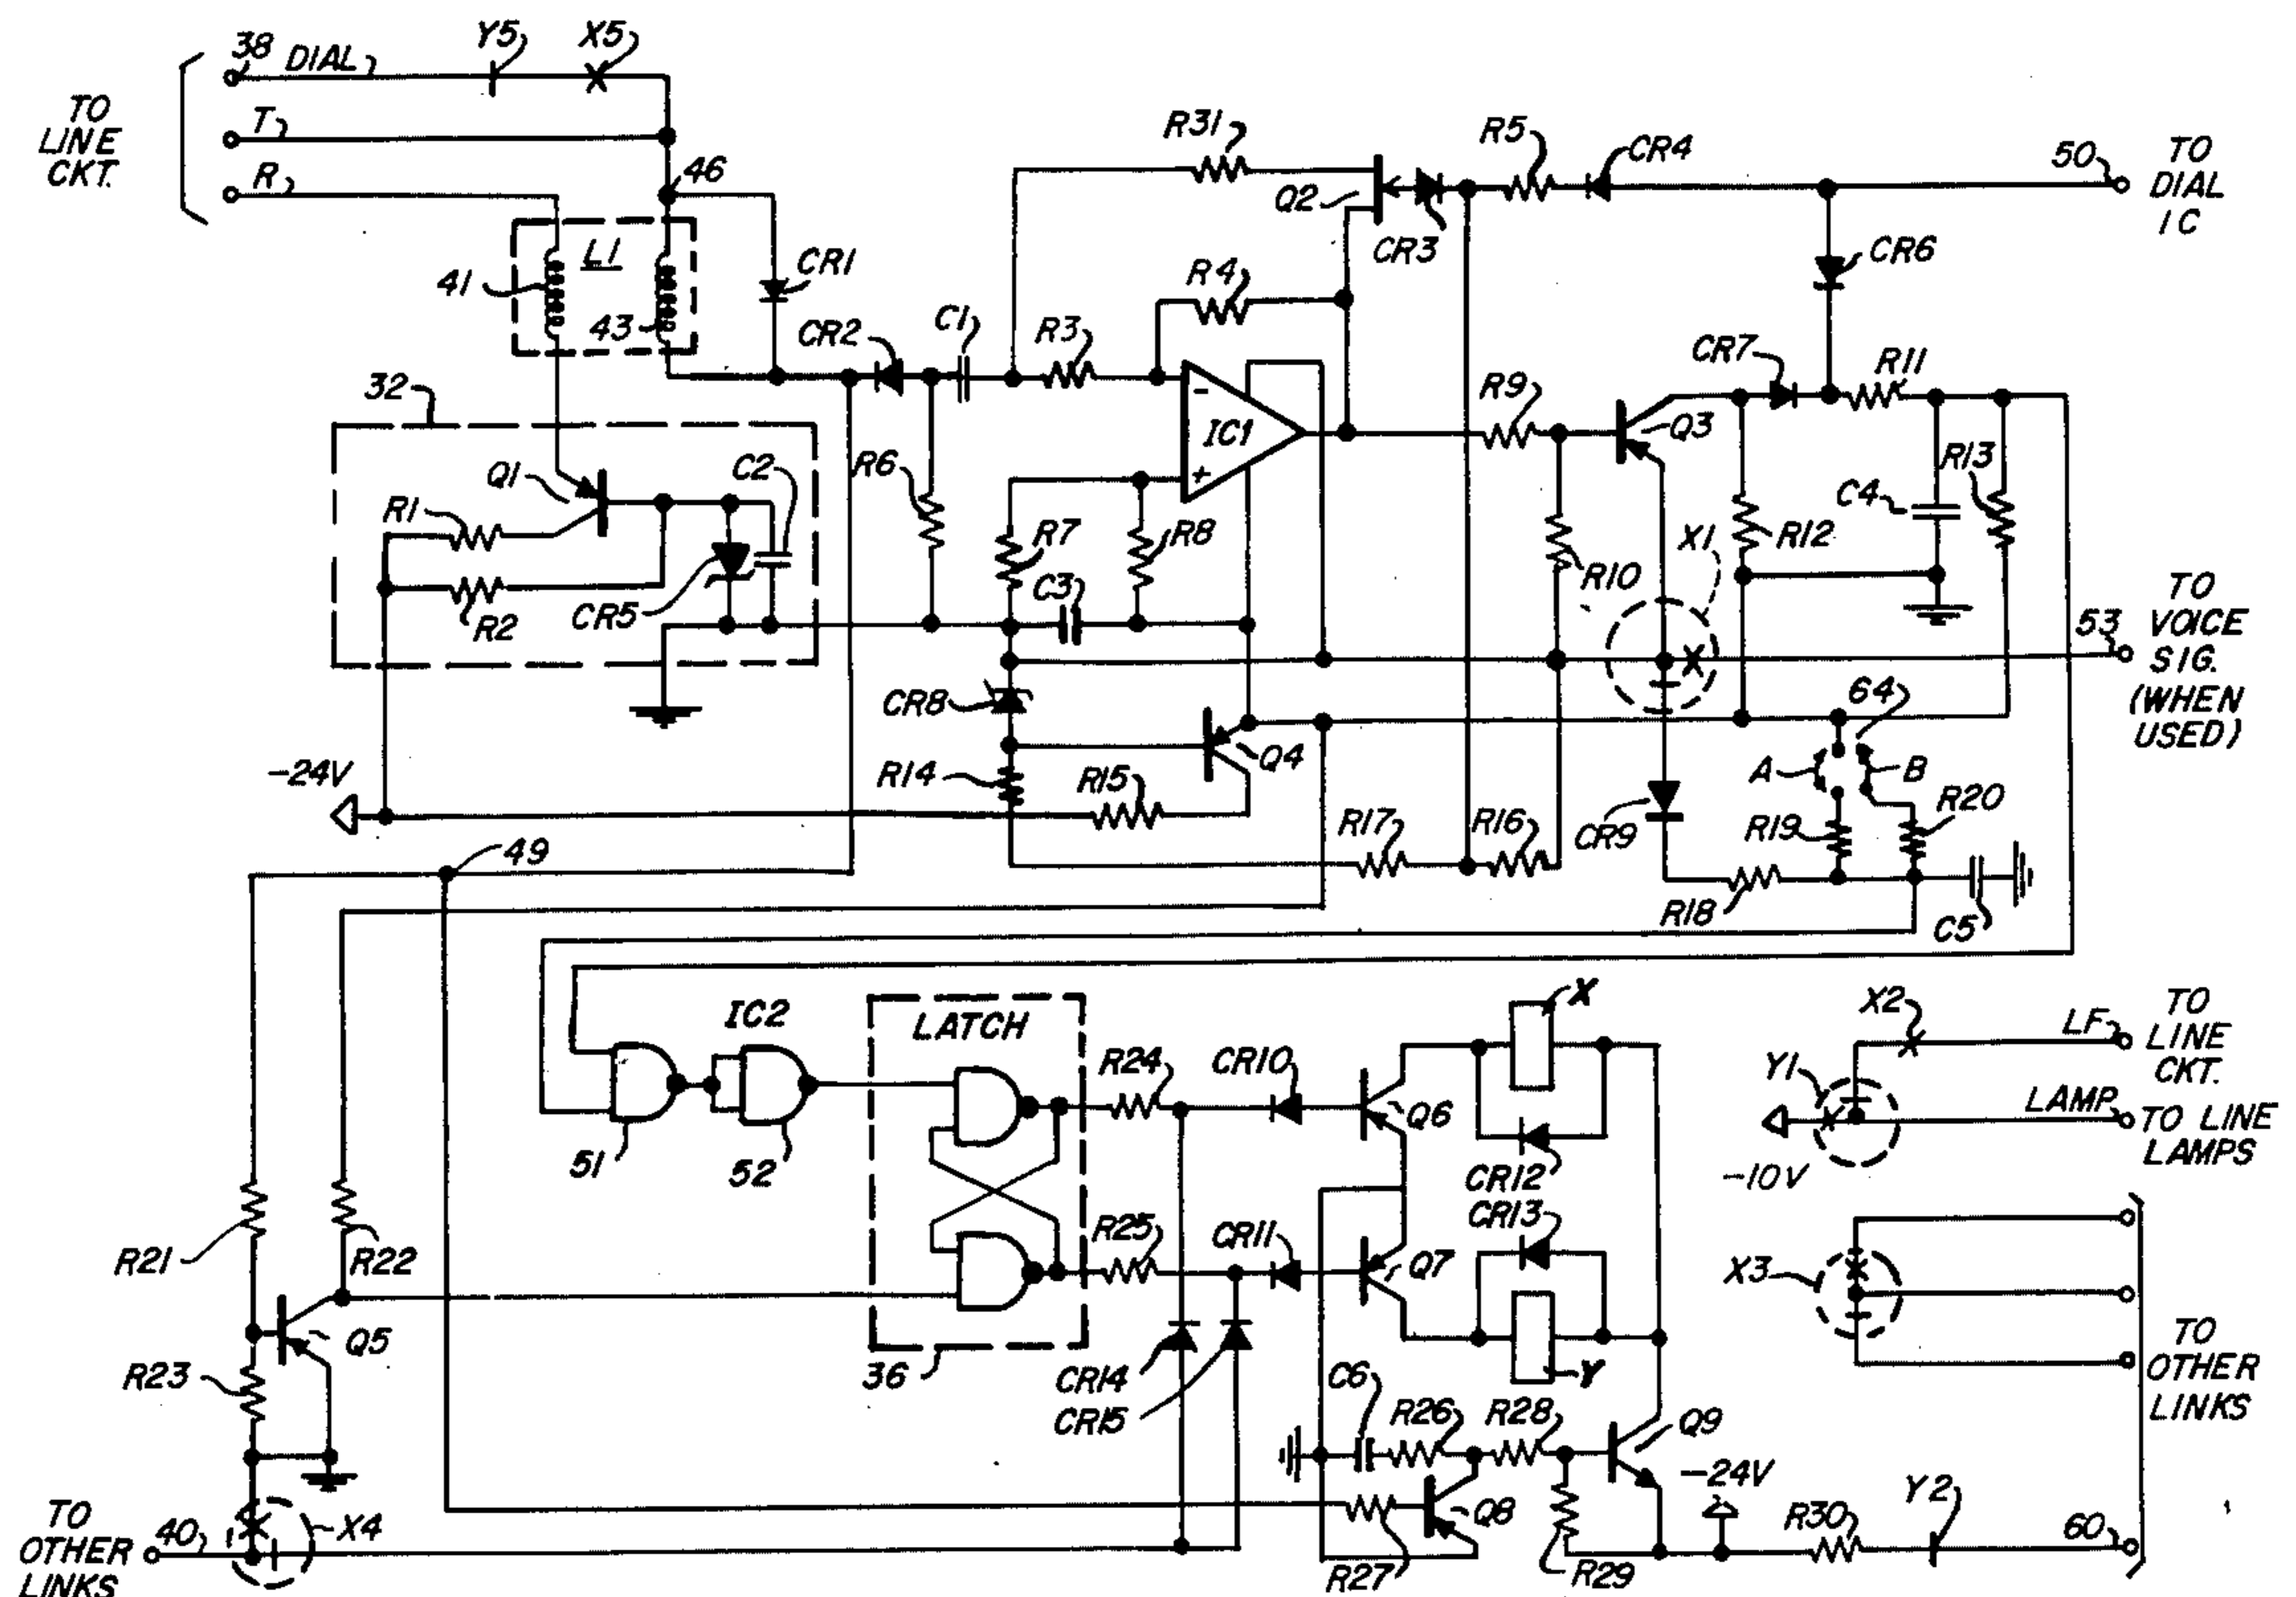 Y5 X5
38 DIAL
TO
LINE
CKT.
T
R
46
L1
41
43
CR1
32
CR2
C1
R3
R4
R31
Q2
CR3
R5
CR4
50
TO
DIAL
IC
CR6
CR7
R11
R9
IC1
-
+
Q3
R6
Q1
C2
R1
R2
CR5
R7
R8
C3
R10
X1
R12
C4
R13
53
TO
VOICE
SIG.
(WHEN
USED)
64
A
B
CR8
Q4
R14
R15
-24V
49
R17
R16
CR9
R19
R20
R18
C5
IC2
LATCH
51
52
36
R24
CR10
X
Q6
CR12
CR13
R25
CR11
Q7
Y
X2
LF
TO
LINE
CKT.
Y1
LAMP
TO LINE
LAMPS
-10V
X3
TO
OTHER
LINKS
R21
R22
Q5
R23
CR14
CR15
C6
R26
R28
Q9
-24V
R30
Y2
60
Q8
R27
R29
TO
OTHER
LINKS
40
X4